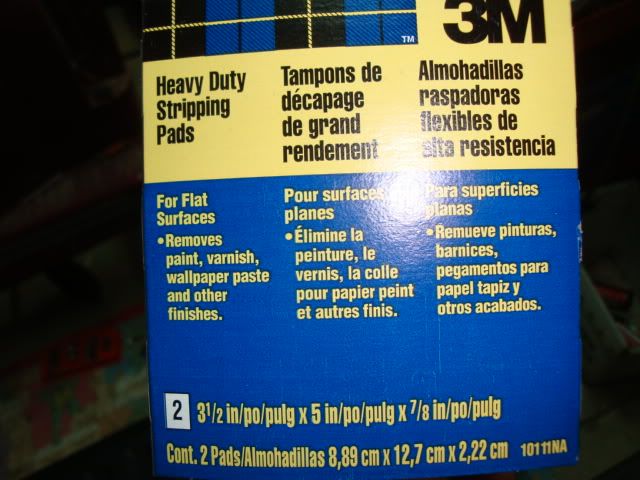 TM
3M
Heavy Duty
Stripping
Pads
Tampons de
décapage
de grand
rendement
Almohadillas
raspadoras
flexibles de
alta resistencia
For Flat
Surfaces
•Removes
paint, varnish,
wallpaper paste
and other
finishes.
Pour surfaces
planes
•Élimine la
peinture, le
vernis, la colle
pour papier peint
et autres finis.
Para superficies
planas
•Remueve pinturas,
barnices,
pegamentos para
papel tapiz y
otros acabados.
2 3 1/2 in/po/pulg x 5 in/po/pulg x 7/8 in/po/pulg
Cont. 2 Pads/Almohadillas 8,89 cm x 12,7 cm x 2,22 cm 10111NA